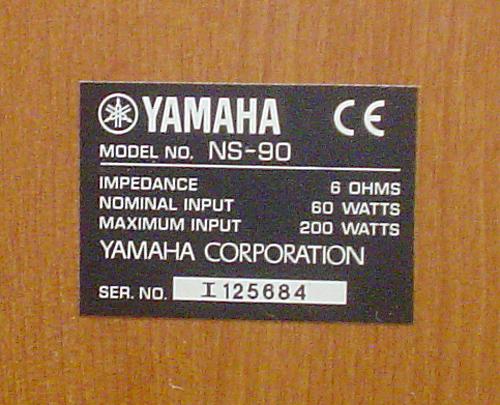 YAMAHA CE
MODEL NO. NS-90
IMPEDANCE 6 OHMS
NOMINAL INPUT 60 WATTS
MAXIMUM INPUT 200 WATTS
YAMAHA CORPORATION
SER. NO. I 125684